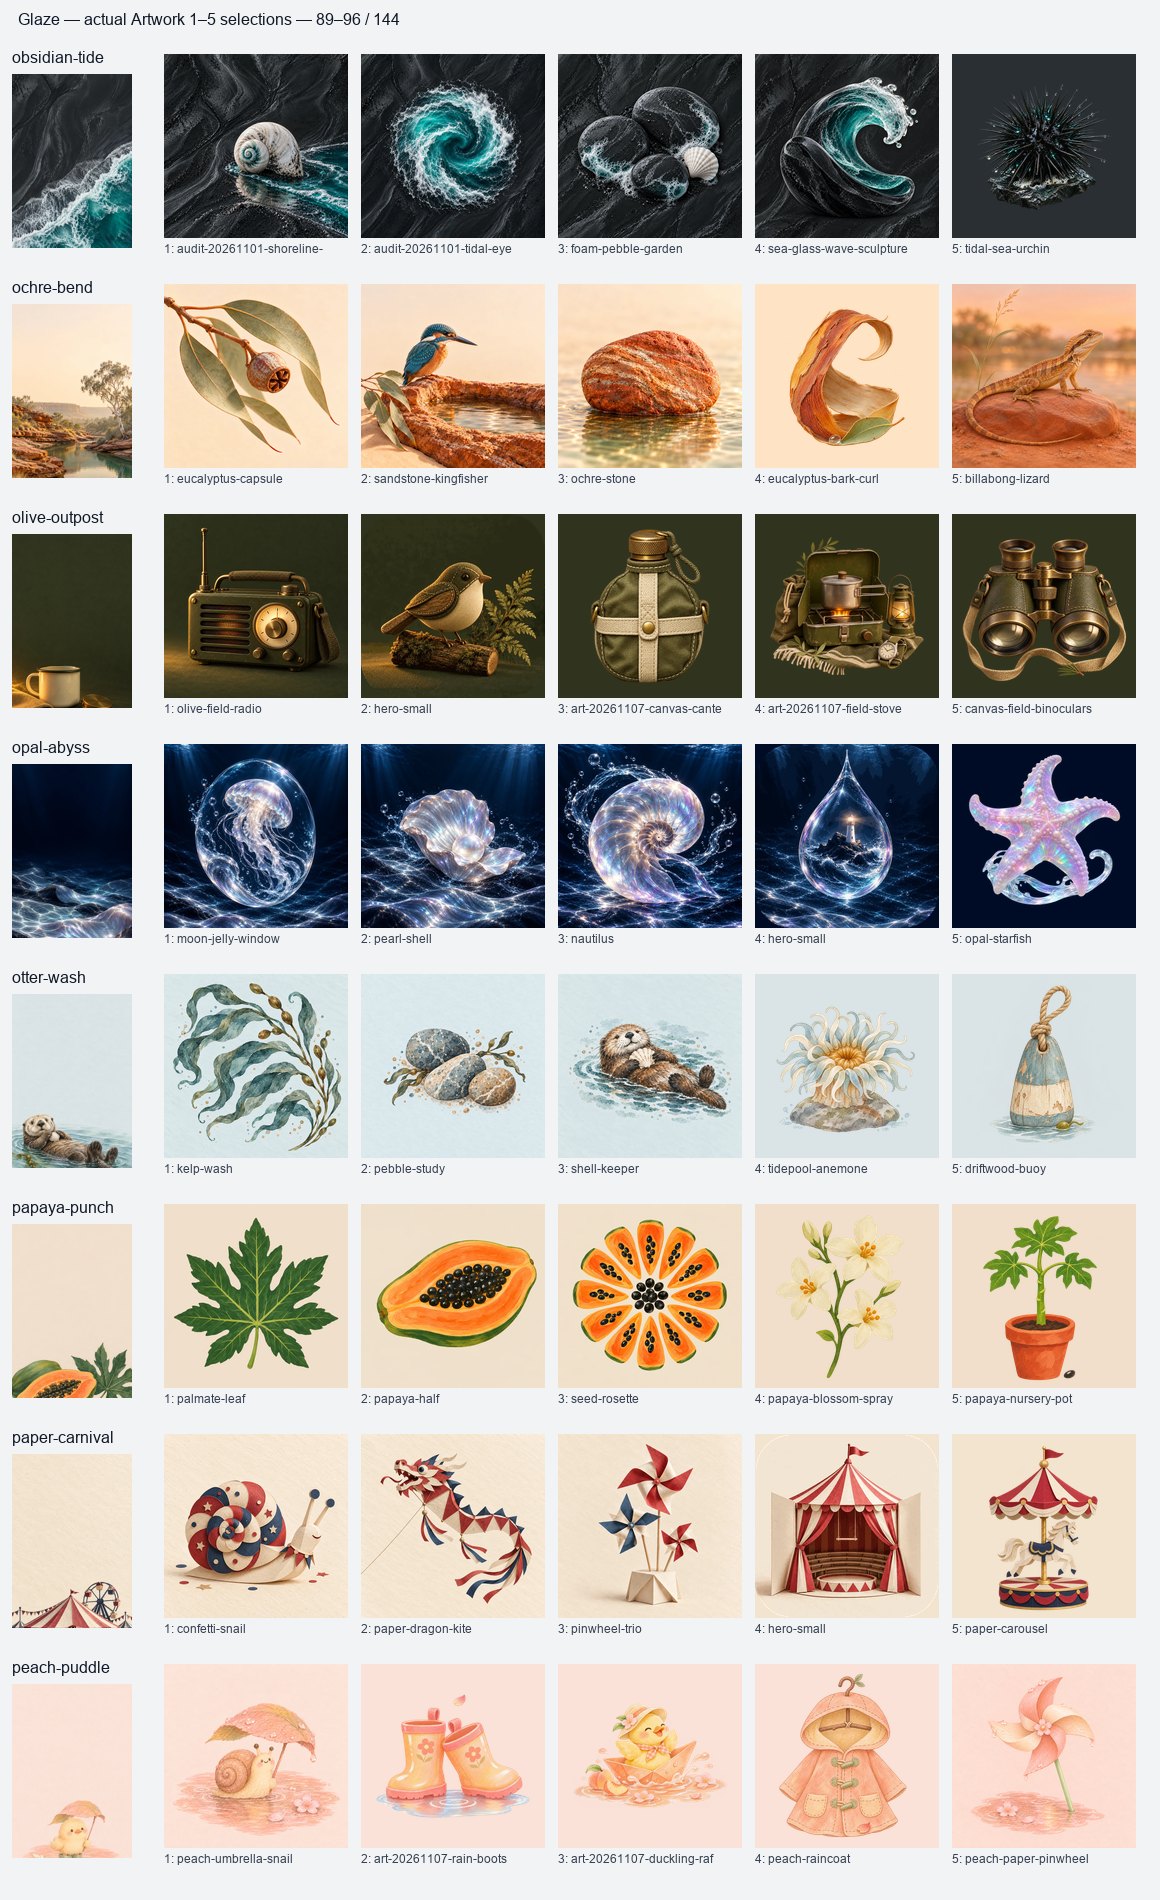 Glaze — actual Artwork 1–5 selections — 89–96 / 144
obsidian-tide
1: audit-20261101-shoreline-
2: audit-20261101-tidal-eye
3: foam-pebble-garden
4: sea-glass-wave-sculpture
5: tidal-sea-urchin
ochre-bend
1: eucalyptus-capsule
2: sandstone-kingfisher
3: ochre-stone
4: eucalyptus-bark-curl
5: billabong-lizard
olive-outpost
1: olive-field-radio
2: hero-small
3: art-20261107-canvas-cante
4: art-20261107-field-stove
5: canvas-field-binoculars
opal-abyss
1: moon-jelly-window
2: pearl-shell
3: nautilus
4: hero-small
5: opal-starfish
otter-wash
1: kelp-wash
2: pebble-study
3: shell-keeper
4: tidepool-anemone
5: driftwood-buoy
papaya-punch
1: palmate-leaf
2: papaya-half
3: seed-rosette
4: papaya-blossom-spray
5: papaya-nursery-pot
paper-carnival
1: confetti-snail
2: paper-dragon-kite
3: pinwheel-trio
4: hero-small
5: paper-carousel
peach-puddle
1: peach-umbrella-snail
2: art-20261107-rain-boots
3: art-20261107-duckling-raf
4: peach-raincoat
5: peach-paper-pinwheel